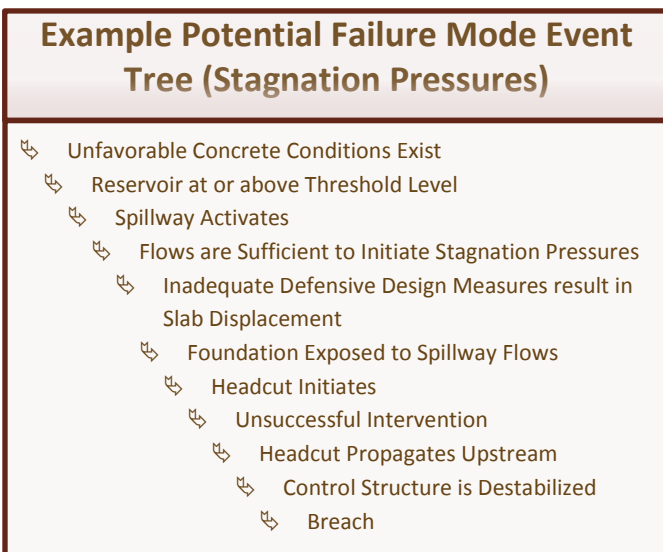 Example Potential Failure Mode Event
Tree (Stagnation Pressures)
Unfavorable Concrete Conditions Exist
Reservoir at or above Threshold Level
Spillway Activates
Flows are Sufficient to Initiate Stagnation Pressures
Inadequate Defensive Design Measures result in
Slab Displacement
Foundation Exposed to Spillway Flows
Headcut Initiates
Unsuccessful Intervention
Headcut Propagates Upstream
Control Structure is Destabilized
Breach